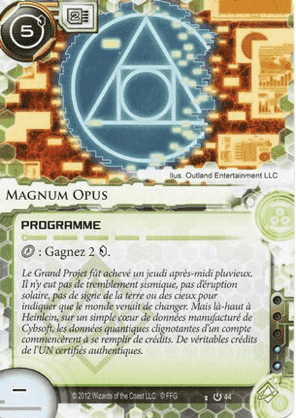 5
2
Illus. Outland Entertainment LLC
MAGNUM OPUS
PROGRAMME
: Gagnez 2 .
Le Grand Projet fût achevé un jeudi après-midi pluvieux.
Il n'y eut pas de tremblement sismique, pas d'éruption
solaire, pas de signe de la terre ou des cieux pour
indiquer que le monde venait de changer. Mais là-haut à
Heinlein, sur un simple cœur de données manufacturé de
Cybsoft, les données quantiques clignotantes d'un compte
commencèrent à se remplir de crédits. De véritables crédits
de l'UN certifiés authentiques.
–
© 2012 Wizards of the Coast LLC. © FFG
44